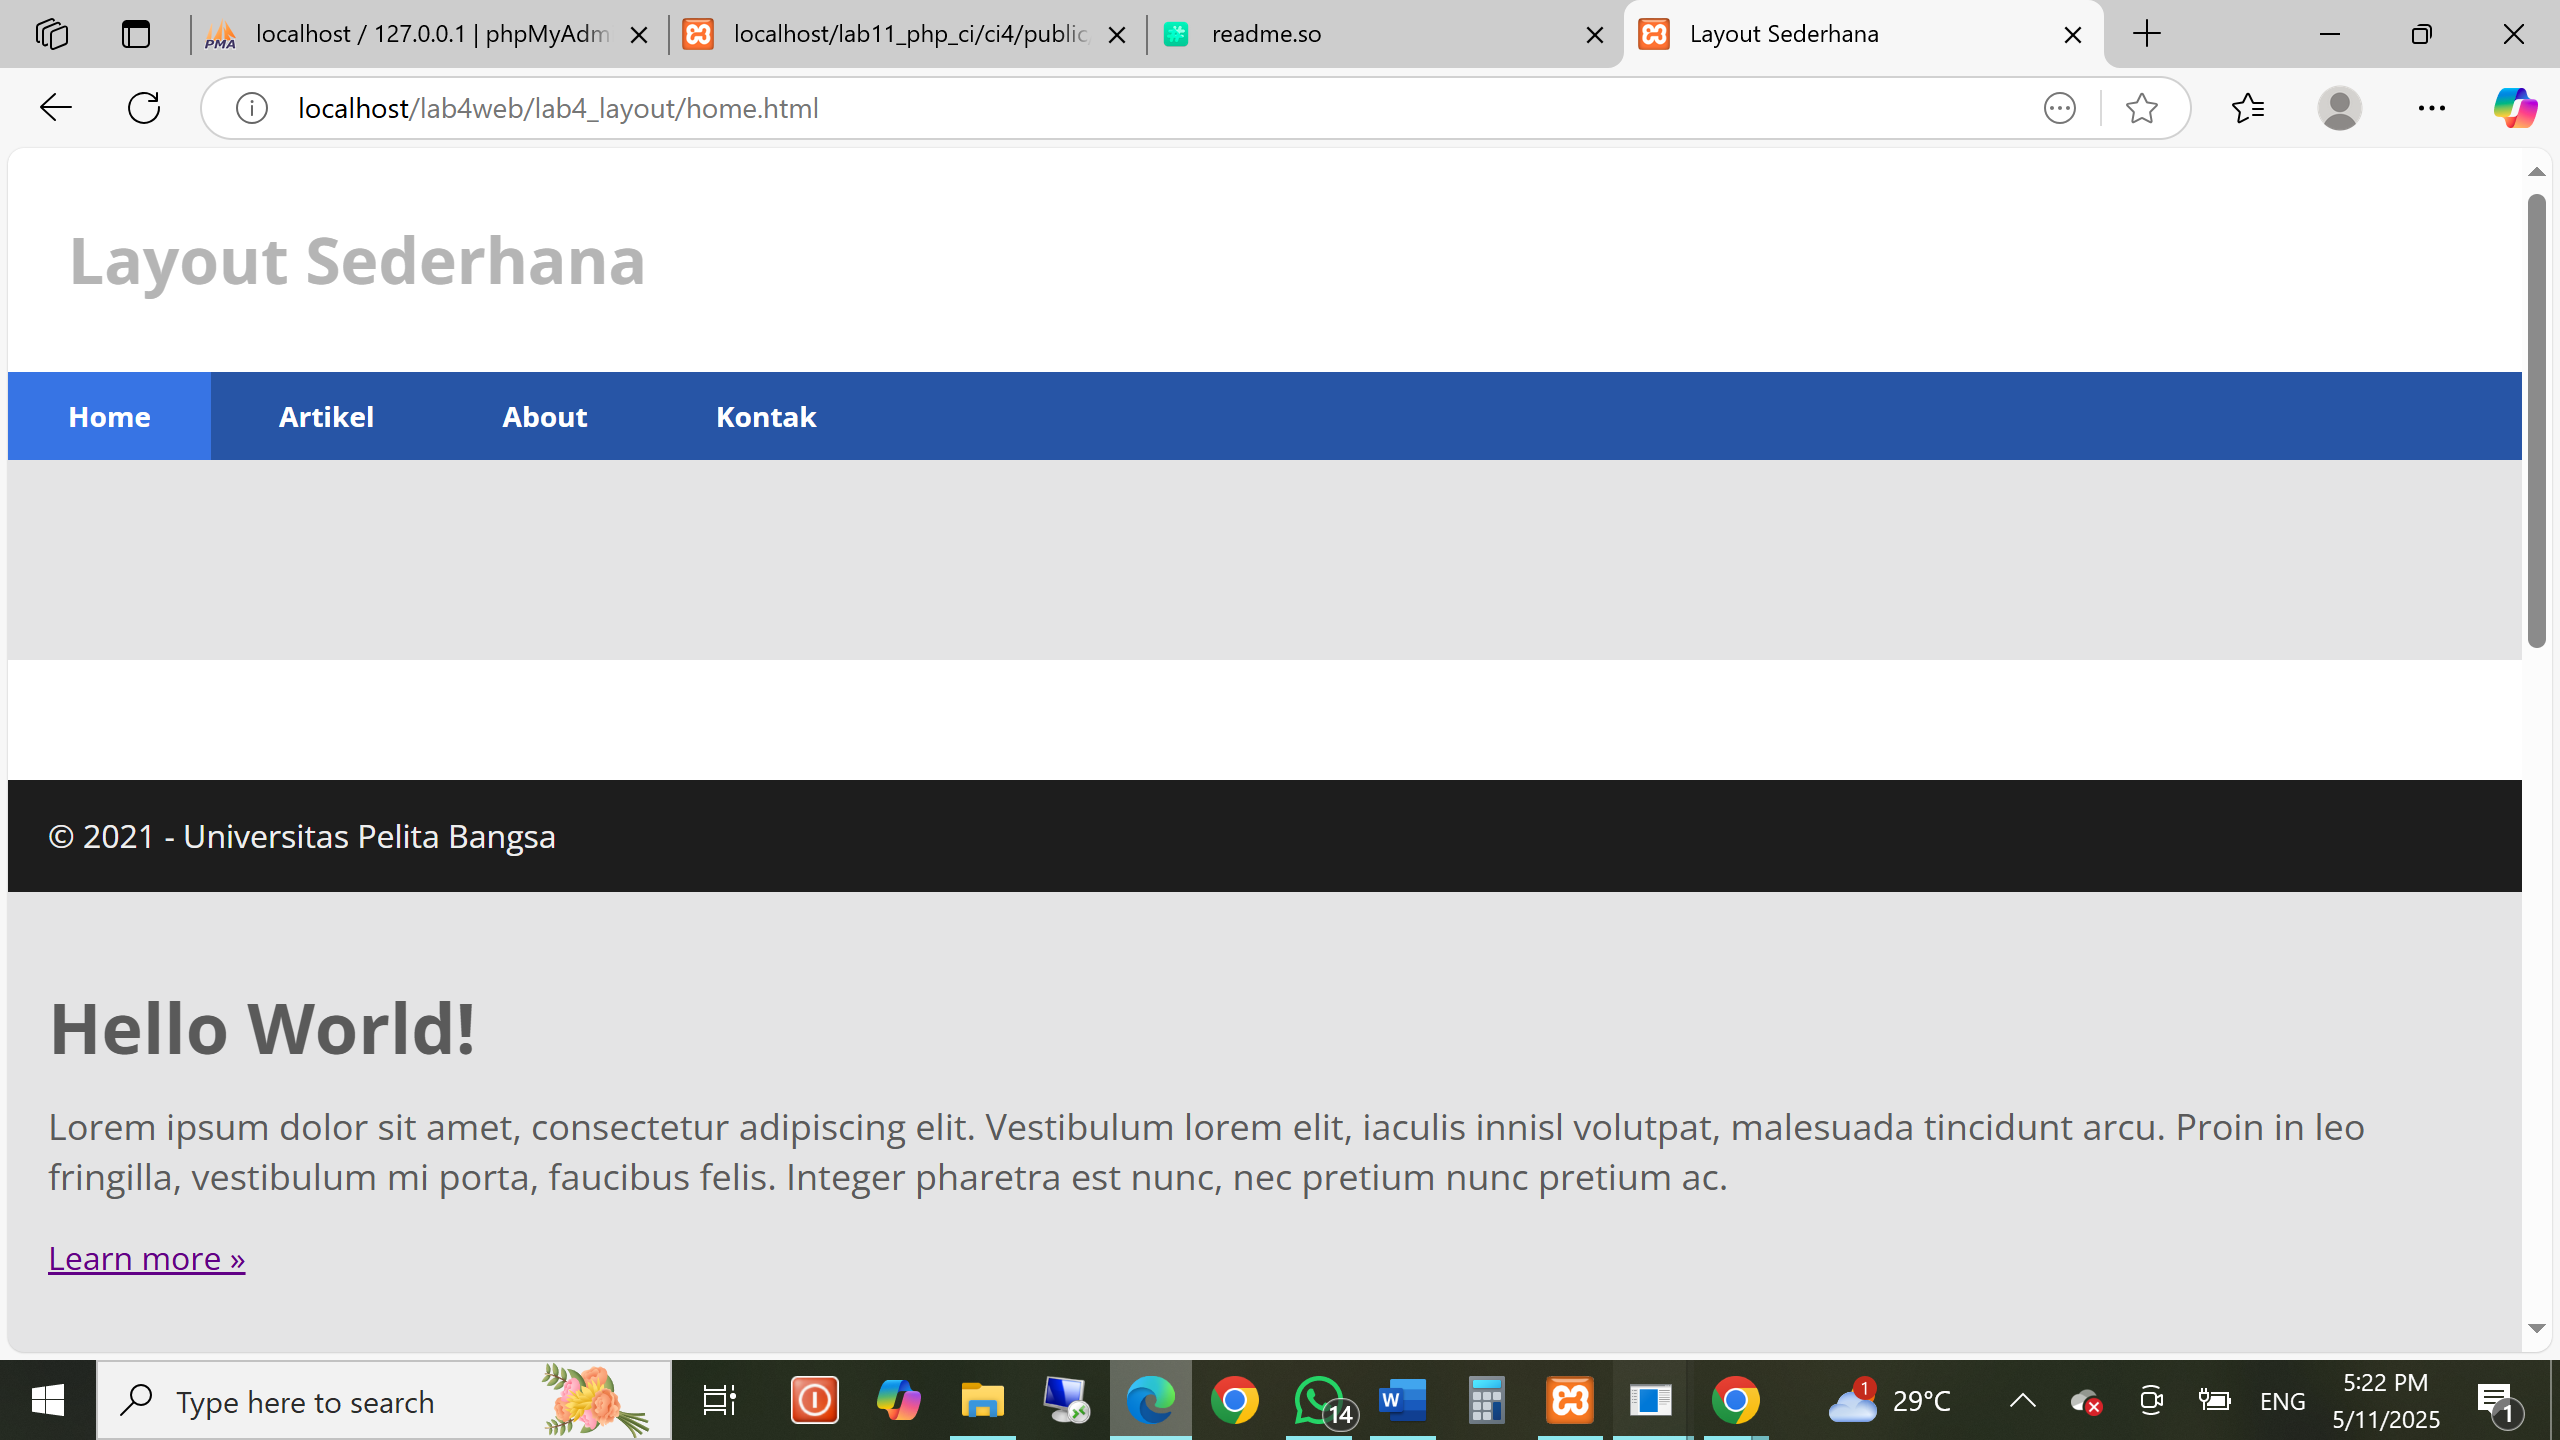 localhost / 127.0.0.1 | phpMyAdm
localhost/lab11_php_ci/ci4/public/
readme.so
Layout Sederhana
localhost/lab4web/lab4_layout/home.html
Layout Sederhana
Home Artikel About Kontak
© 2021 - Universitas Pelita Bangsa
Hello World!
Lorem ipsum dolor sit amet, consectetur adipiscing elit. Vestibulum lorem elit, iaculis innisl volutpat, malesuada tincidunt arcu. Proin in leo
fringilla, vestibulum mi porta, faucibus felis. Integer pharetra est nunc, nec pretium nunc pretium ac.
Learn more »
Type here to search
14
1
29°C
ENG
5:22 PM
5/11/2025
1